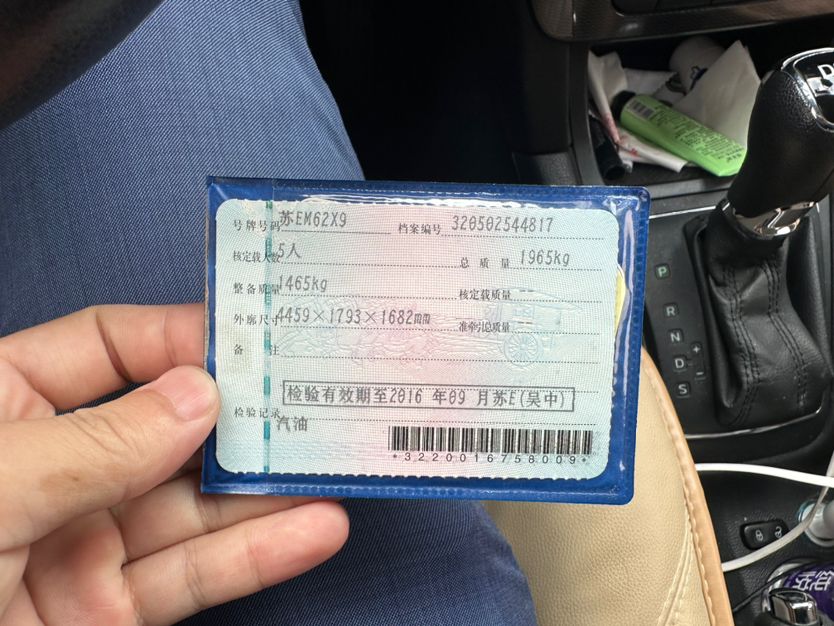 号牌号码 苏EM62X9 档案编号 320502544817
核定载人数 5人 总质量 1965kg
整备质量 1465kg 核定载质量
外廓尺寸 4459×1793×1682mm 准牵引总质量
备注
检验有效期至2016 年09 月苏E(吴中)
检验记录 汽油
*3220016758009*
P
R
N
D
+
-
S
D